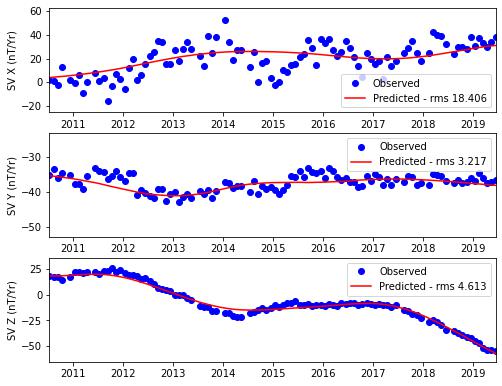 60
40
20
0
−20
SV X (nT/Yr)
Observed
Predicted - rms 18.406
2011 2012 2013 2014 2015 2016 2017 2018 2019
−30
−40
−50
SV Y (nT/Yr)
Observed
Predicted - rms 3.217
2011 2012 2013 2014 2015 2016 2017 2018 2019
25
0
−25
−50
SV Z (nT/Yr)
Observed
Predicted - rms 4.613
2011 2012 2013 2014 2015 2016 2017 2018 2019